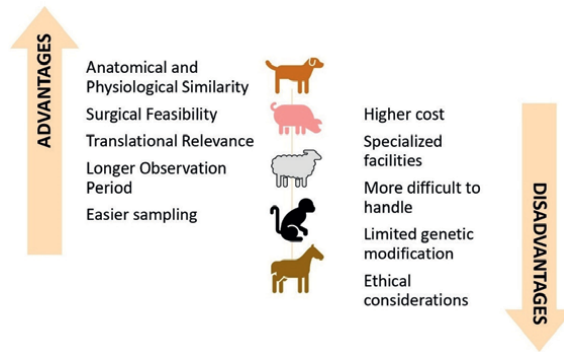 ADVANTAGES
Anatomical and
Physiological Similarity
Surgical Feasibility
Translational Relevance
Longer Observation
Period
Easier sampling
Higher cost
Specialized
facilities
More difficult to
handle
Limited genetic
modification
Ethical
considerations
DISADVANTAGES